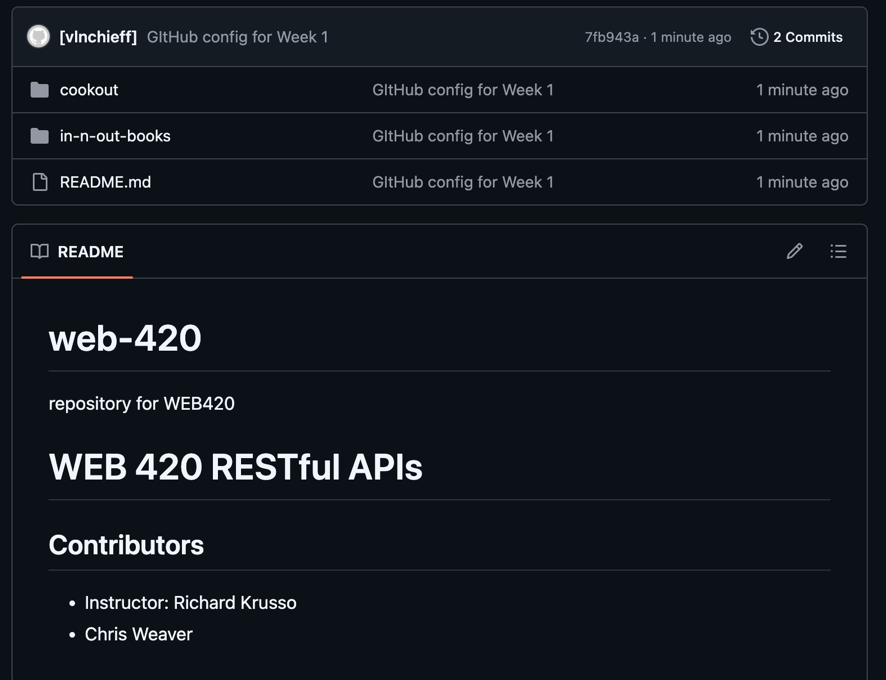 [vlnchieff] GItHub config for Week 1 7fb943a · 1 minute ago 2 Commits
cookout GItHub config for Week 1 1 minute ago
in-n-out-books GItHub config for Week 1 1 minute ago
README.md GItHub config for Week 1 1 minute ago
README
web-420
repository for WEB420
WEB 420 RESTful APIs
Contributors
• Instructor: Richard Krusso
• Chris Weaver